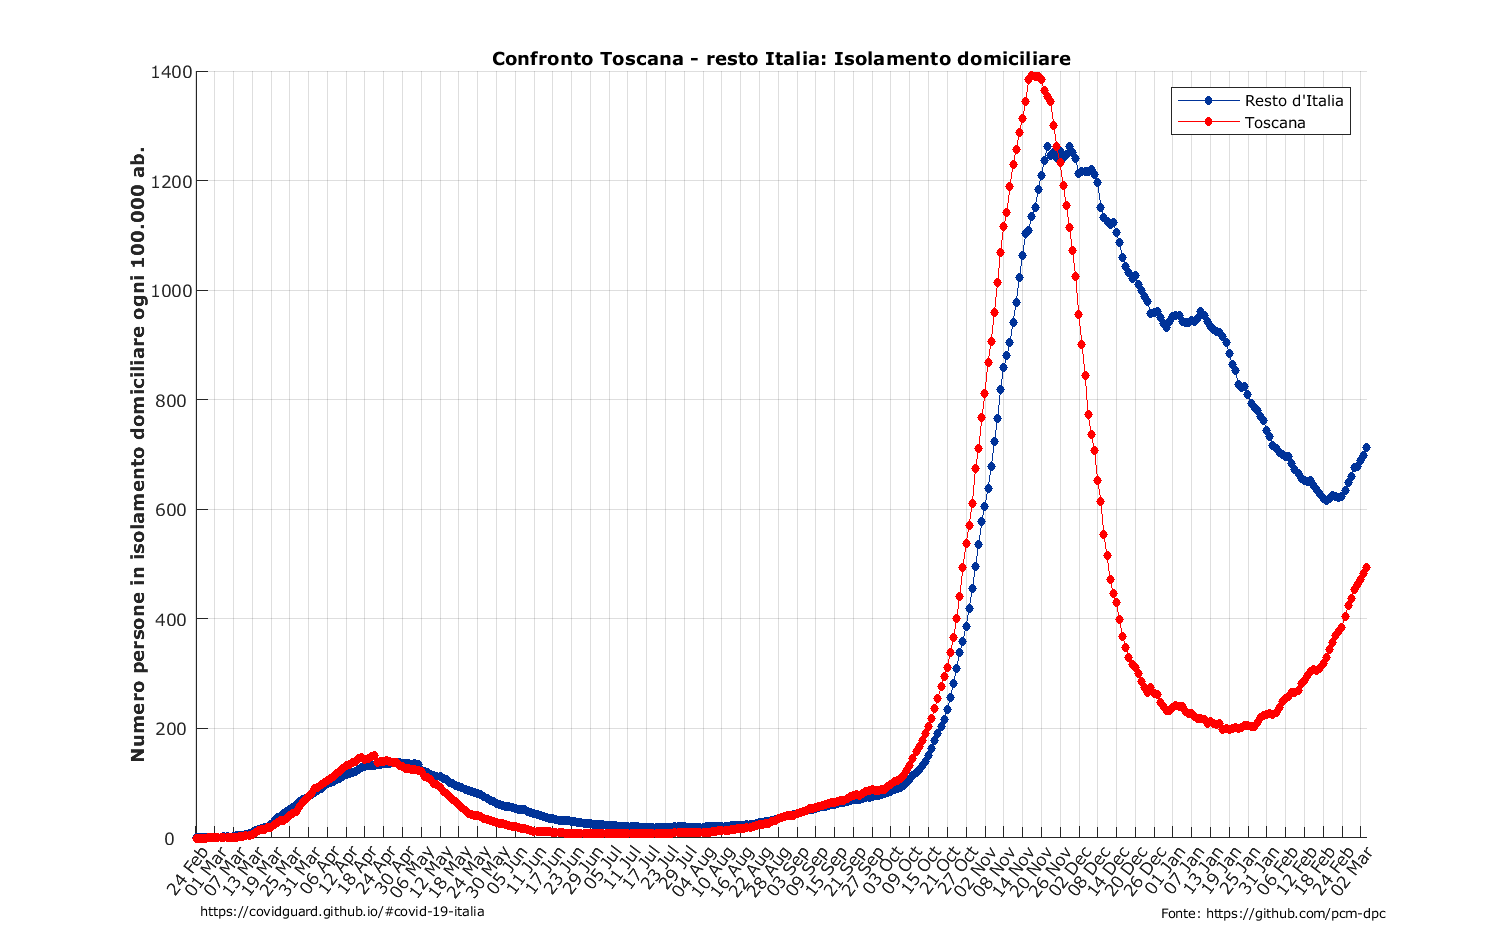 Confronto Toscana - resto Italia: Isolamento domiciliare
Numero persone in isolamento domiciliare ogni 100.000 ab.
1400
1200
1000
800
600
400
200
0
Resto d'Italia
Toscana
24 Feb
01 Mar
07 Mar
13 Mar
19 Mar
25 Mar
31 Mar
06 Apr
12 Apr
18 Apr
24 Apr
30 Apr
06 May
12 May
18 May
24 May
30 May
05 Jun
11 Jun
17 Jun
23 Jun
29 Jun
05 Jul
11 Jul
17 Jul
23 Jul
29 Jul
04 Aug
10 Aug
16 Aug
22 Aug
28 Aug
03 Sep
09 Sep
15 Sep
21 Sep
27 Sep
03 Oct
09 Oct
15 Oct
21 Oct
27 Oct
02 Nov
08 Nov
14 Nov
20 Nov
26 Nov
02 Dec
08 Dec
14 Dec
20 Dec
26 Dec
01 Jan
07 Jan
13 Jan
19 Jan
25 Jan
31 Jan
06 Feb
12 Feb
18 Feb
24 Feb
02 Mar
https://covidguard.github.io/#covid-19-italia
Fonte: https://github.com/pcm-dpc